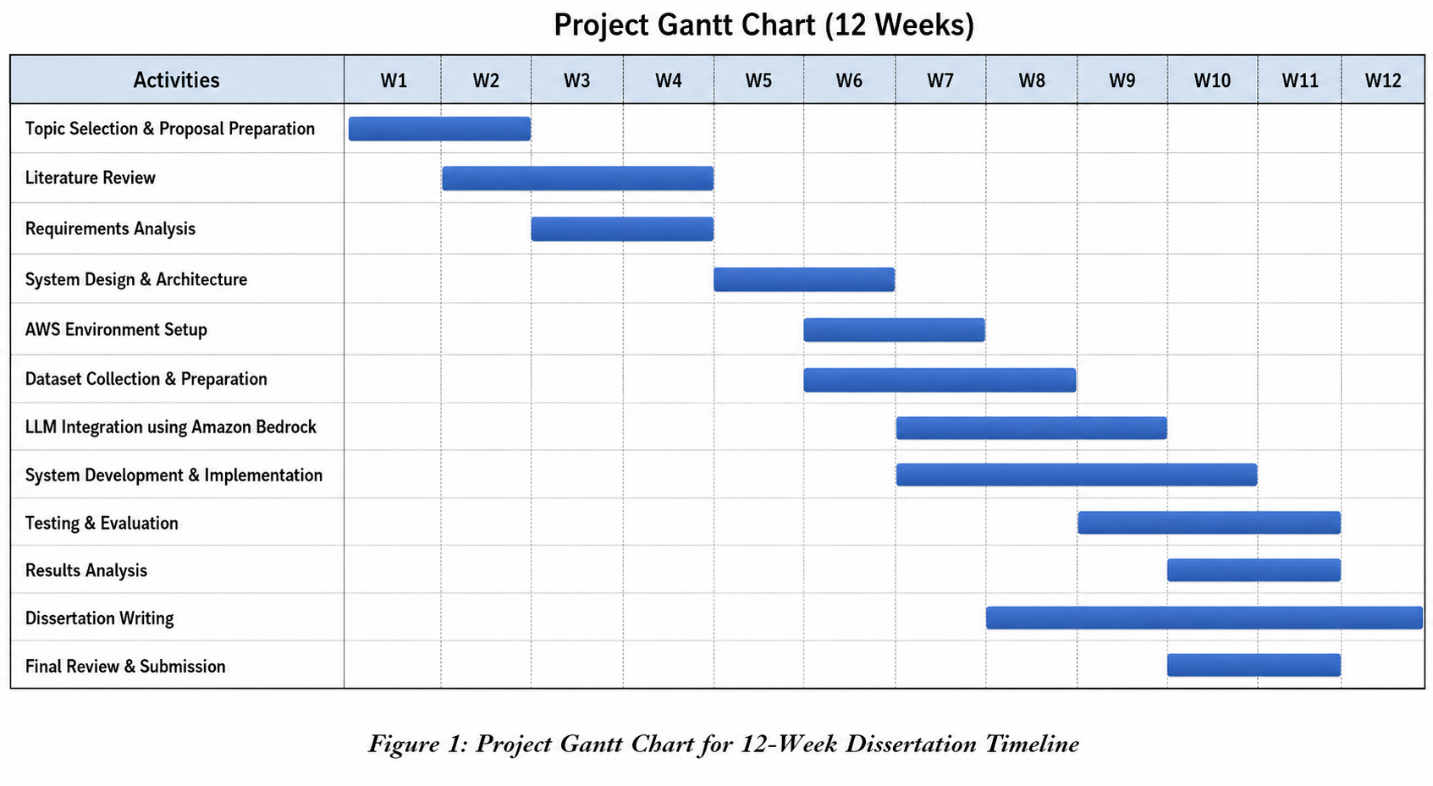 Project Gantt Chart (12 Weeks)
Activities W1 W2 W3 W4 W5 W6 W7 W8 W9 W10 W11 W12
Topic Selection & Proposal Preparation
Literature Review
Requirements Analysis
System Design & Architecture
AWS Environment Setup
Dataset Collection & Preparation
LLM Integration using Amazon Bedrock
System Development & Implementation
Testing & Evaluation
Results Analysis
Dissertation Writing
Final Review & Submission
Figure 1: Project Gantt Chart for 12-Week Dissertation Timeline